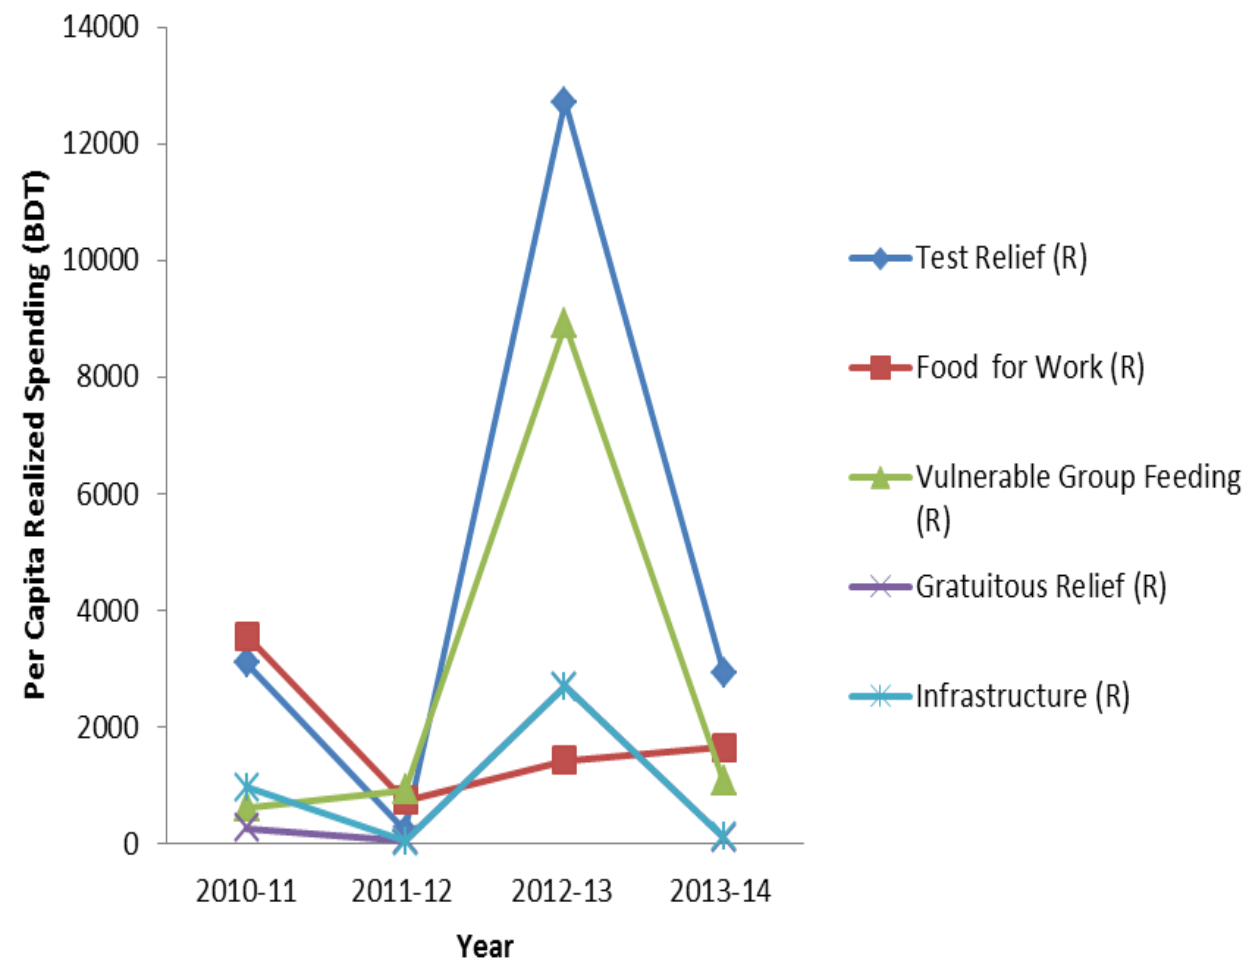 14000
12000
10000
8000
6000
4000
2000
0
Per Capita Realized Spending (BDT)
2010-11 2011-12 2012-13 2013-14
Year
Test Relief (R)
Food for Work (R)
Vulnerable Group Feeding
(R)
Gratuitous Relief (R)
Infrastructure (R)